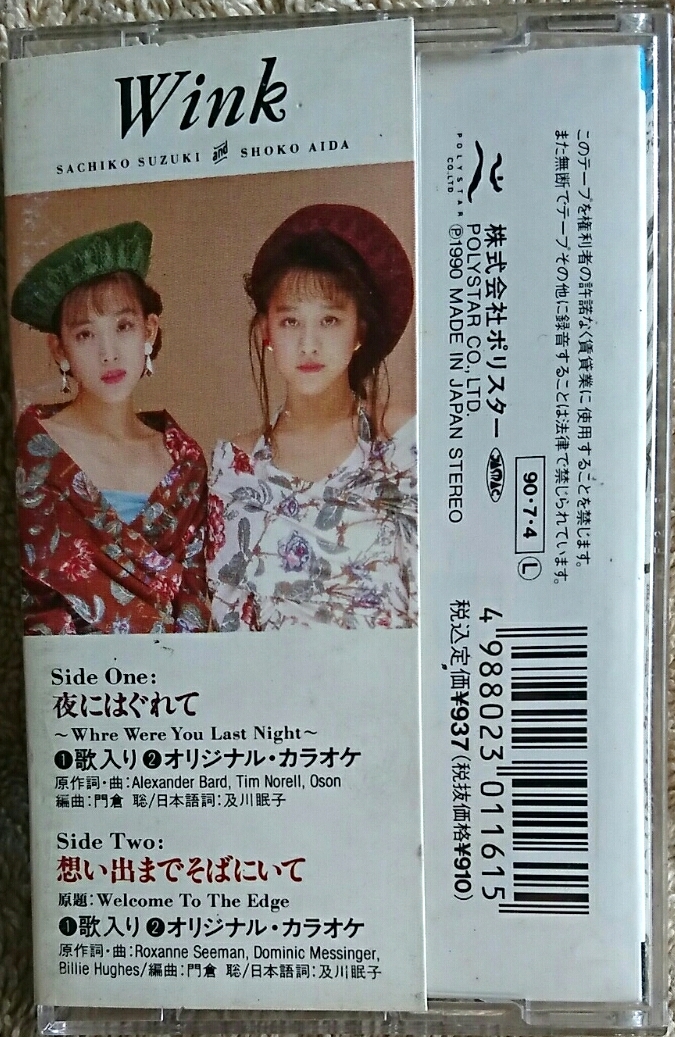 Wink
SACHIKO SUZUKI and SHOKO AIDA
Side One:
夜にはぐれて
~Whre Were You Last Night~
❶歌入り❷オリジナル・カラオケ
原作詞・曲:Alexander Bard, Tim Norell, Oson
編曲:門倉 聡/日本語詞:及川眠子
Side Two:
想い出までそばにいて
原題:Welcome To The Edge
❶歌入り❷オリジナル・カラオケ
原作詞・曲:Roxanne Seeman, Dominic Messinger,
Billie Hughes/編曲:門倉 聡/日本語詞:及川眠子
このテープを権利者の許諾なく賃貸業に使用することを禁じます。
また無断でテープその他に録音することは法律で禁じられています。
90・7・4 L
POLYSTAR
CO.,LTD.
株式会社ポリスター
POLYSTAR CO., LTD.
Ⓟ1990 MADE IN JAPAN STEREO
4 988023 011615
税込定価¥937(税抜価格¥910)